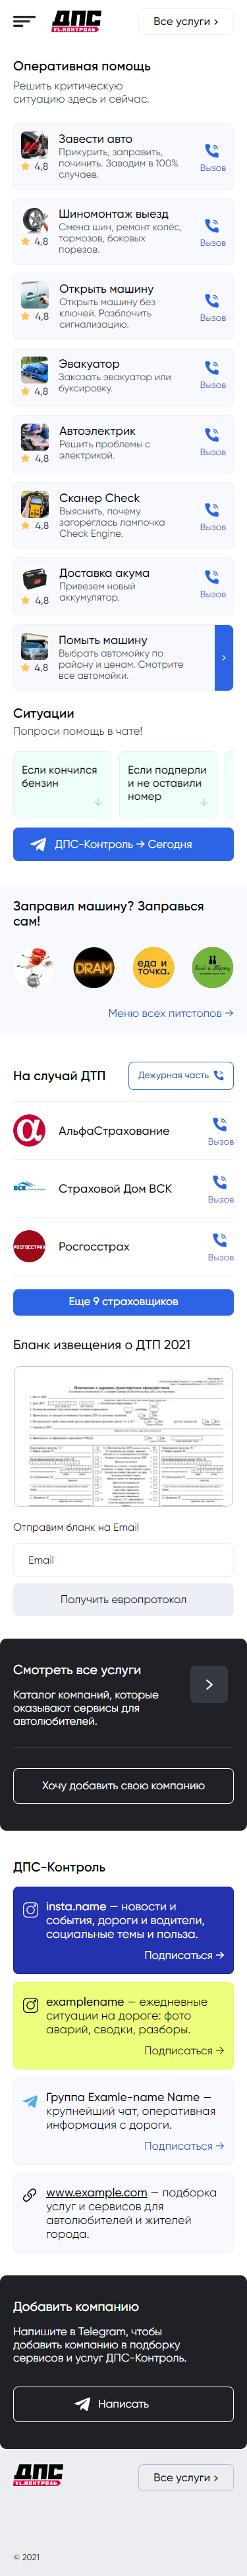 ДПС
VL.КОНТРОЛЬ
Все услуги >
Оперативная помощь
Решить критическую
ситуацию здесь и сейчас.
Завести авто
Прикурить, заправить,
починить. Заводим в 100%
случаев.
4,8
Вызов
Шиномонтаж выезд
Смена шин, ремонт колёс,
тормозов, боковых
порезов.
4,8
Вызов
Открыть машину
Открыть машину без
ключей. Разблочить
сигнализацию.
4,8
Вызов
Эвакуатор
Заказать эвакуатор или
буксировку.
4,8
Вызов
Автоэлектрик
Решить проблемы с
электрикой.
4,8
Вызов
Сканер Check
Выяснить, почему
загореглась лампочка
Check Engine.
4,8
Вызов
Доставка акума
Привезем новый
аккумулятор.
4,8
Вызов
Помыть машину
Выбрать автомойку по
району и ценам. Смотрите
все автомойки.
4,8
Ситуации
Попроси помощь в чате!
Если кончился
бензин
Если подперли
и не оставили
номер
ДПС-Контроль → Сегодня
Заправил машину? Заправься
сам!
DRAM
еда и
точка.
Меню всех питстопов →
На случай ДТП
Дежурная часть
АльфаСтрахование
Вызов
ВСК
Страховой Дом ВСК
Вызов
РОСГОССТРАХ
Росгосстрах
Вызов
Еще 9 страховщиков
Бланк извещения о ДТП 2021
Отправим бланк на Email
Email
Получить европротокол
Смотреть все услуги
Каталог компаний, которые
оказывают сервисы для
автолюбителей.
Хочу добавить свою компанию
ДПС-Контроль
insta.name — новости и
события, дороги и водители,
социальные темы и польза.
Подписаться →
examplename — ежедневные
ситуации на дороге: фото
аварий, сводки, разборы.
Подписаться →
Группа Examle-name Name —
крупнейший чат, оперативная
информация с дороги.
Подписаться →
www.example.com — подборка
услуг и сервисов для
автолюбителей и жителей
города.
Добавить компанию
Напишите в Telegram, чтобы
добавить компанию в подборку
сервисов и услуг ДПС-Контроль.
Написать
ДПС
VL.КОНТРОЛЬ
Все услуги >
© 2021